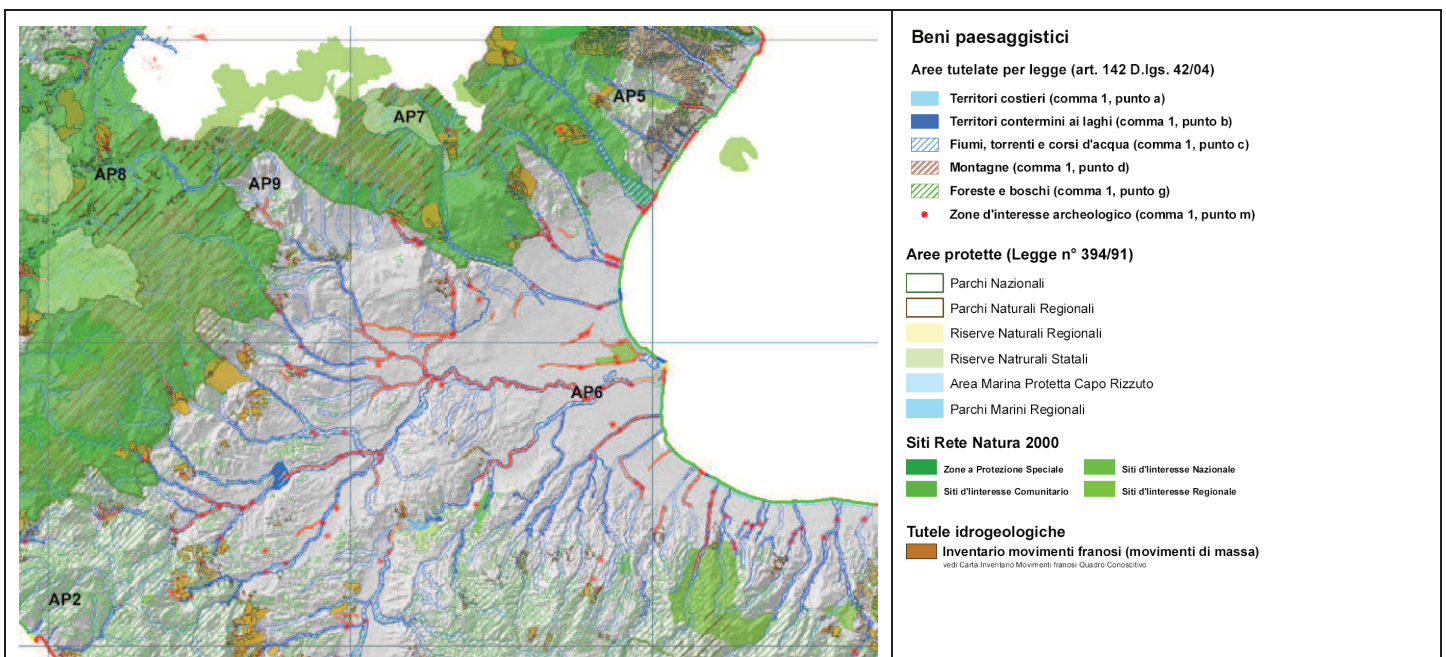 AP5
AP7
AP8
AP9
AP6
AP2
Beni paesaggistici
Aree tutelate per legge (art. 142 D.lgs. 42/04)
Territori costieri (comma 1, punto a)
Territori contermini ai laghi (comma 1, punto b)
Fiumi, torrenti e corsi d'acqua (comma 1, punto c)
Montagne (comma 1, punto d)
Foreste e boschi (comma 1, punto g)
Zone d'interesse archeologico (comma 1, punto m)
Aree protette (Legge n° 394/91)
Parchi Nazionali
Parchi Naturali Regionali
Riserve Naturali Regionali
Riserve Natrurali Statali
Area Marina Protetta Capo Rizzuto
Parchi Marini Regionali
Siti Rete Natura 2000
Zone a Protezione Speciale
Siti d'Iinteresse Nazionale
Siti d'Iinteresse Comunitario
Siti d'Iinteresse Regionale
Tutele idrogeologiche
Inventario movimenti franosi (movimenti di massa)
vedi Carta Inventario Movimenti franosi Quadro Conoscitivo